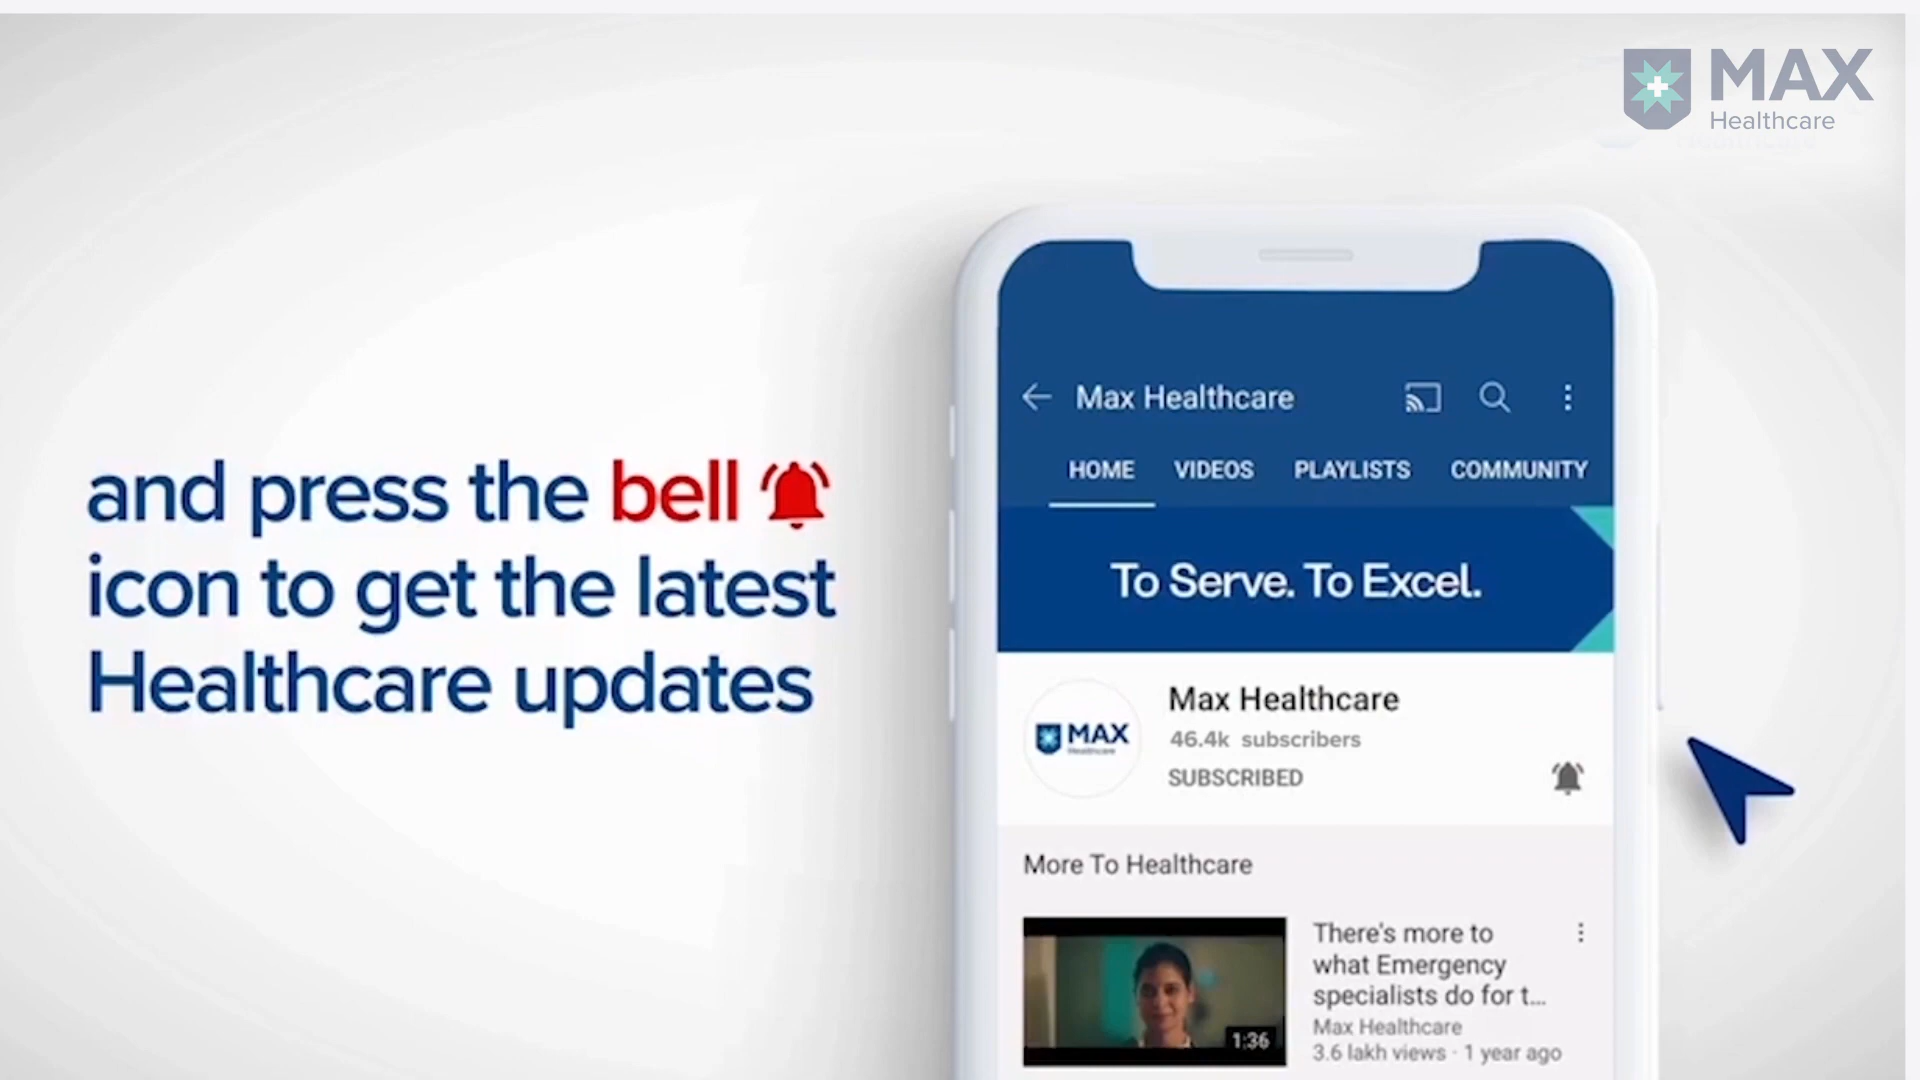 MAX
Healthcare
and press the bell
icon to get the latest
Healthcare updates
Max Healthcare
HOME VIDEOS PLAYLISTS COMMUNITY
To Serve. To Excel.
MAX
Healthcare
Max Healthcare
46.4k subscribers
SUBSCRIBED
More To Healthcare
1:36
There's more to
what Emergency
specialists do for t...
Max Healthcare
3.6 lakh views · 1 year ago